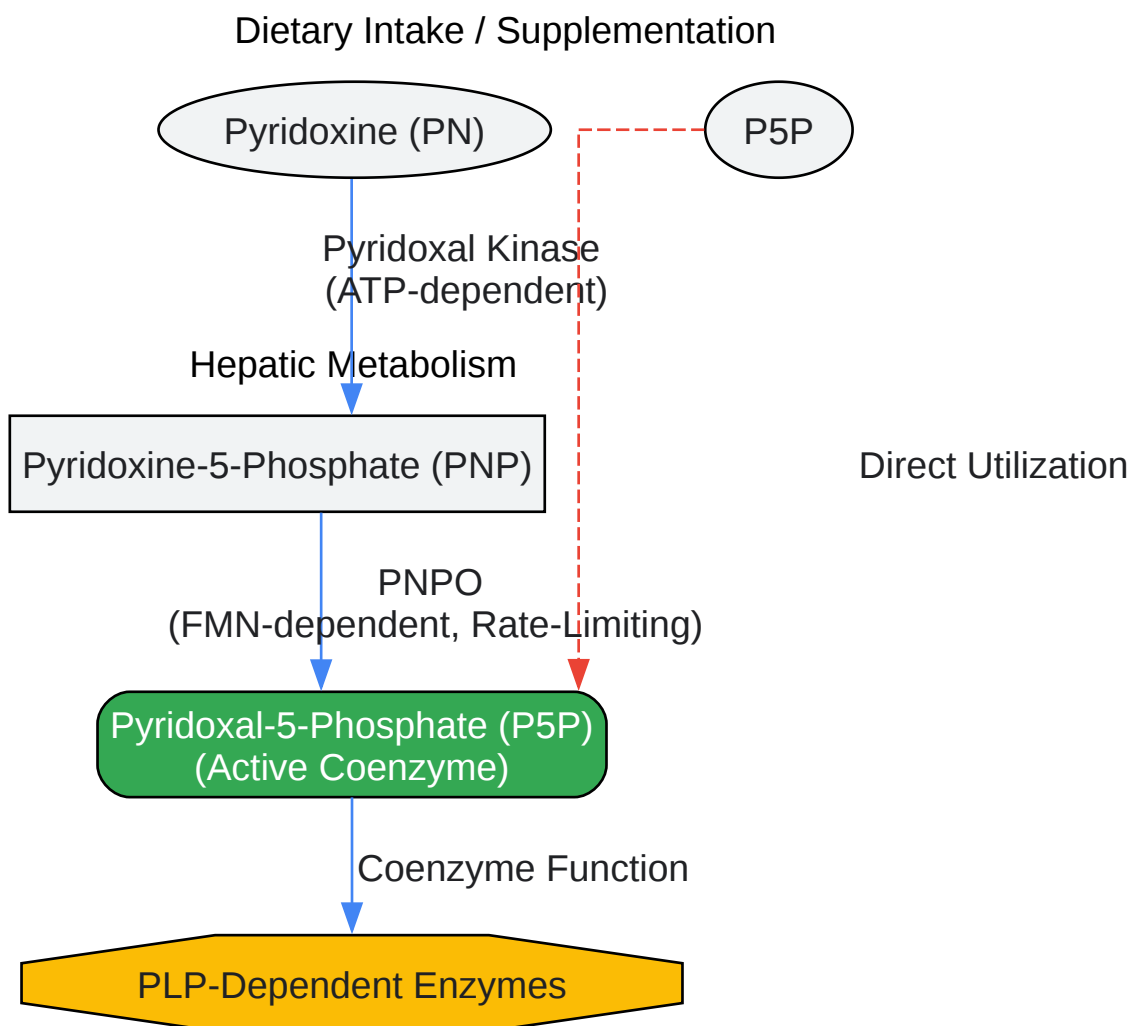 Dietary Intake / Supplementation
Pyridoxine (PN)
P5P
Pyridoxal Kinase
(ATP-dependent)
Hepatic Metabolism
Pyridoxine-5-Phosphate (PNP)
Direct Utilization
PNPO
(FMN-dependent, Rate-Limiting)
Pyridoxal-5-Phosphate (P5P)
(Active Coenzyme)
Coenzyme Function
PLP-Dependent Enzymes